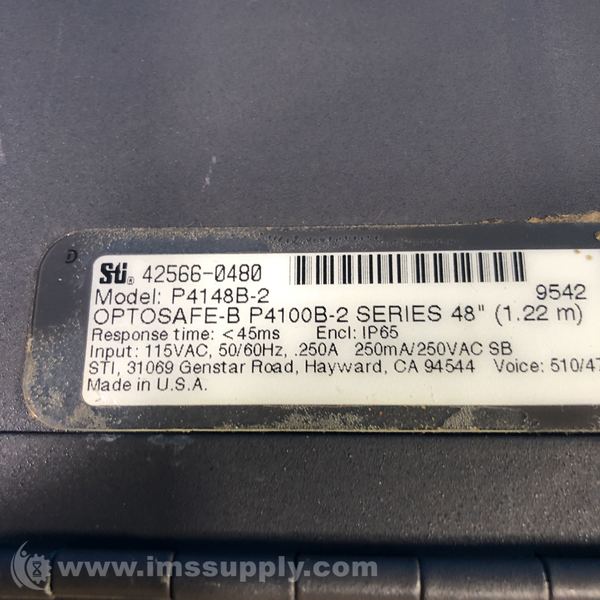 D
STi® 42566-0480
Model: P4148B-2 9542
OPTOSAFE-B P4100B-2 SERIES 48" (1.22 m)
Response time: <45ms Encl: IP65
Input: 115VAC, 50/60Hz, .250A 250mA/250VAC SB
STI, 31069 Genstar Road, Hayward, CA 94544 Voice: 510/47
Made in U.S.A.
© www.imssupply.com